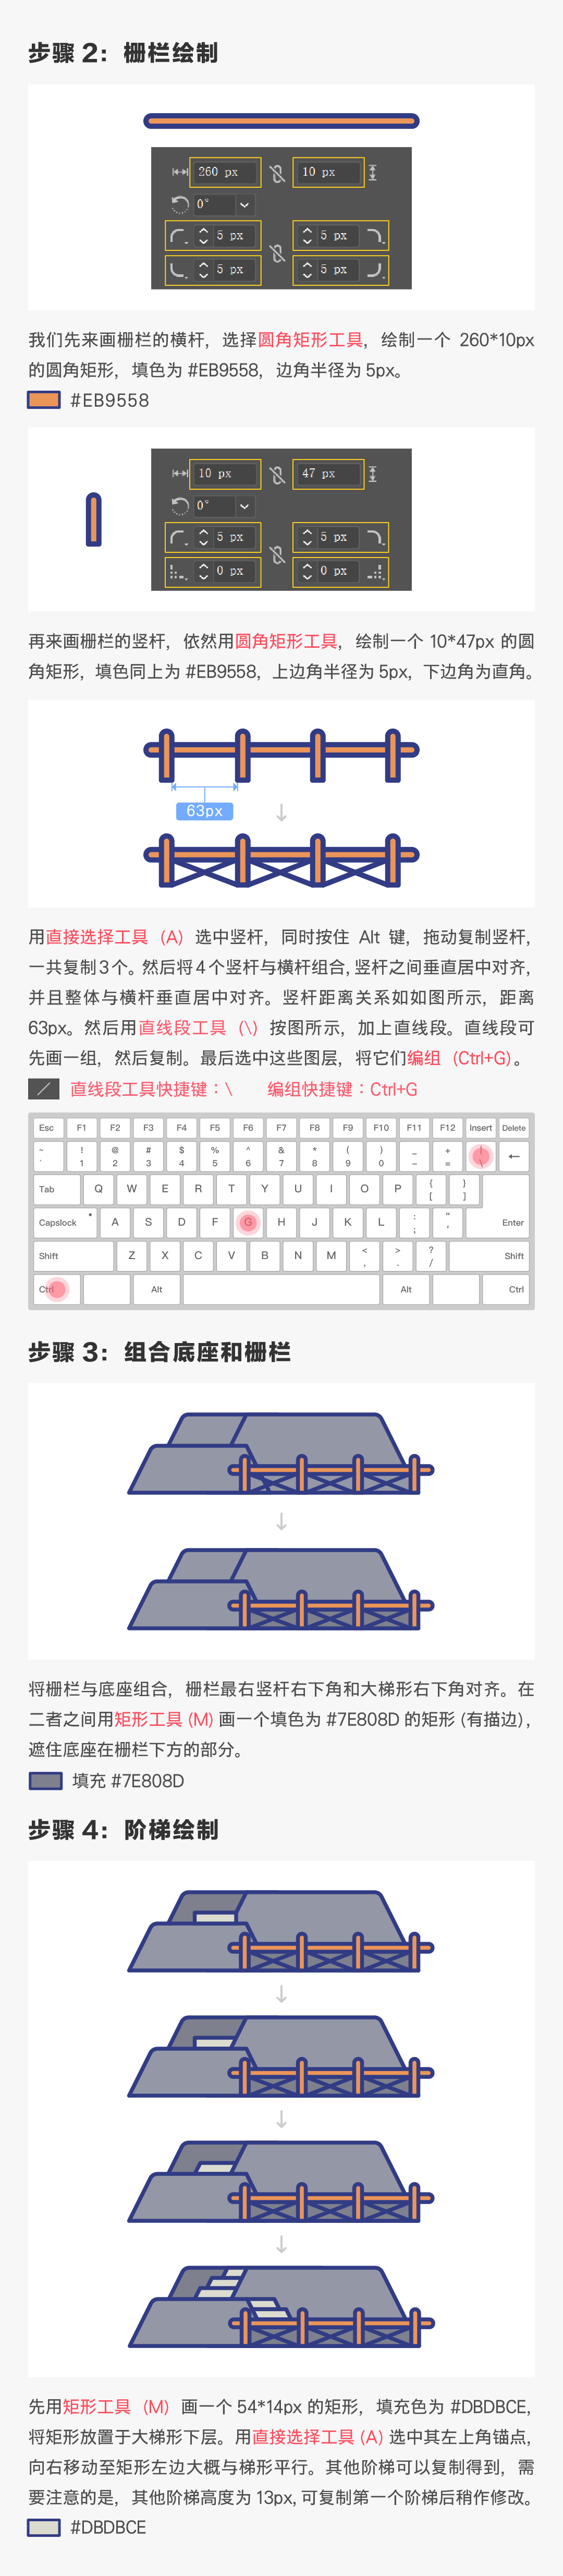 步骤 2：栅栏绘制
260 px
10 px
0°
5 px
5 px
5 px
5 px
我们先来画栅栏的横杆，选择圆角矩形工具，绘制一个 260*10px
的圆角矩形，填色为 #EB9558，边角半径为 5px。
#EB9558
10 px
47 px
0°
5 px
5 px
0 px
0 px
再来画栅栏的竖杆，依然用圆角矩形工具，绘制一个 10*47px 的圆
角矩形，填色同上为 #EB9558，上边角半径为 5px，下边角为直角。
63px
用直接选择工具（A）选中竖杆，同时按住 Alt 键，拖动复制竖杆，
一共复制 3 个。然后将 4 个竖杆与横杆组合，竖杆之间垂直居中对齐，
并且整体与横杆垂直居中对齐。竖杆距离关系如如图所示，距离
63px。然后用直线段工具（\）按图所示，加上直线段。直线段可
先画一组，然后复制。最后选中这些图层，将它们编组（Ctrl+G）。
直线段工具快捷键：\ 编组快捷键：Ctrl+G
Esc F1 F2 F3 F4 F5 F6 F7 F8 F9 F10 F11 F12 Insert Delete
~ ! @ # $ % ^ & * ( ) _ + |
` 1 2 3 4 5 6 7 8 9 0 – = \ ←
Tab Q W E R T Y U I O P { [ } ]
Capslock A S D F G H J K L : ; " ' Enter
Shift Z X C V B N M < , > . ? / Shift
Ctrl Alt Alt Ctrl
步骤 3：组合底座和栅栏
将栅栏与底座组合，栅栏最右竖杆右下角和大梯形右下角对齐。在
二者之间用矩形工具 (M) 画一个填色为 #7E808D 的矩形 (有描边)，
遮住底座在栅栏下方的部分。
填充 #7E808D
步骤 4：阶梯绘制
先用矩形工具（M）画一个 54*14px 的矩形，填充色为 #DBDBCE，
将矩形放置于大梯形下层。用直接选择工具 (A) 选中其左上角锚点，
向右移动至矩形左边大概与梯形平行。其他阶梯可以复制得到，需
要注意的是，其他阶梯高度为 13px, 可复制第一个阶梯后稍作修改。
#DBDBCE